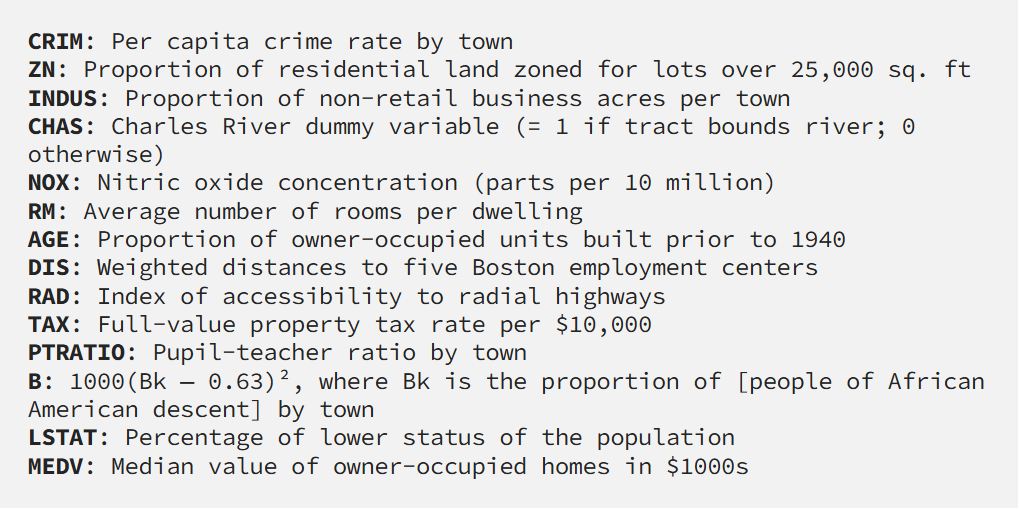 CRIM: Per capita crime rate by town
ZN: Proportion of residential land zoned for lots over 25,000 sq. ft
INDUS: Proportion of non-retail business acres per town
CHAS: Charles River dummy variable (= 1 if tract bounds river; 0
otherwise)
NOX: Nitric oxide concentration (parts per 10 million)
RM: Average number of rooms per dwelling
AGE: Proportion of owner-occupied units built prior to 1940
DIS: Weighted distances to five Boston employment centers
RAD: Index of accessibility to radial highways
TAX: Full-value property tax rate per $10,000
PTRATIO: Pupil-teacher ratio by town
B: 1000(Bk — 0.63)², where Bk is the proportion of [people of African
American descent] by town
LSTAT: Percentage of lower status of the population
MEDV: Median value of owner-occupied homes in $1000s